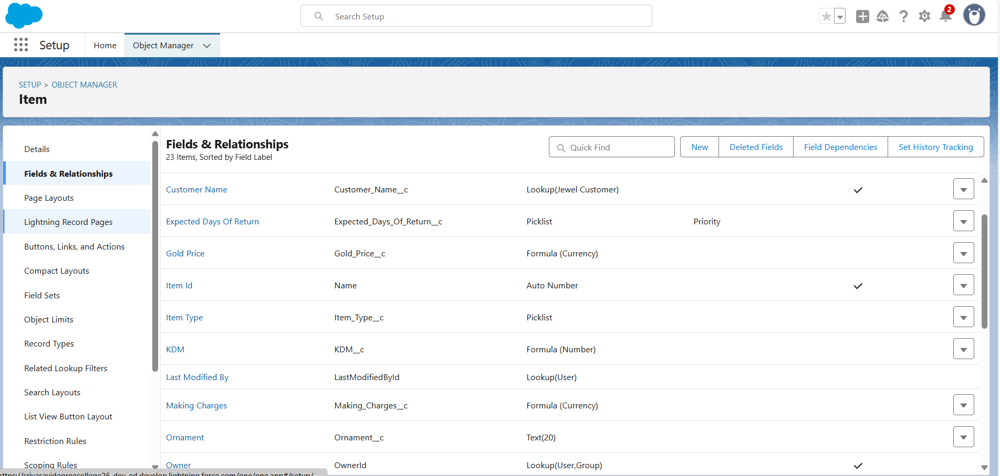 Search Setup
2
Setup
Home
Object Manager
SETUP > OBJECT MANAGER
Item
Details
Fields & Relationships
Page Layouts
Lightning Record Pages
Buttons, Links, and Actions
Compact Layouts
Field Sets
Object Limits
Record Types
Related Lookup Filters
Search Layouts
List View Button Layout
Restriction Rules
Scoping Rules
Fields & Relationships
23 Items, Sorted by Field Label
Quick Find
New
Deleted Fields
Field Dependencies
Set History Tracking
Customer Name Customer_Name__c Lookup(Jewel Customer)
Expected Days Of Return Expected_Days_Of_Return__c Picklist Priority
Gold Price Gold_Price__c Formula (Currency)
Item Id Name Auto Number
Item Type Item_Type__c Picklist
KDM KDM__c Formula (Number)
Last Modified By LastModifiedById Lookup(User)
Making Charges Making_Charges__c Formula (Currency)
Ornament Ornament__c Text(20)
Owner OwnerId Lookup(User,Group)
https://srivasavidegreecollege26-dev-ed.develop.lightning.force.com/one/one.app#/setup/